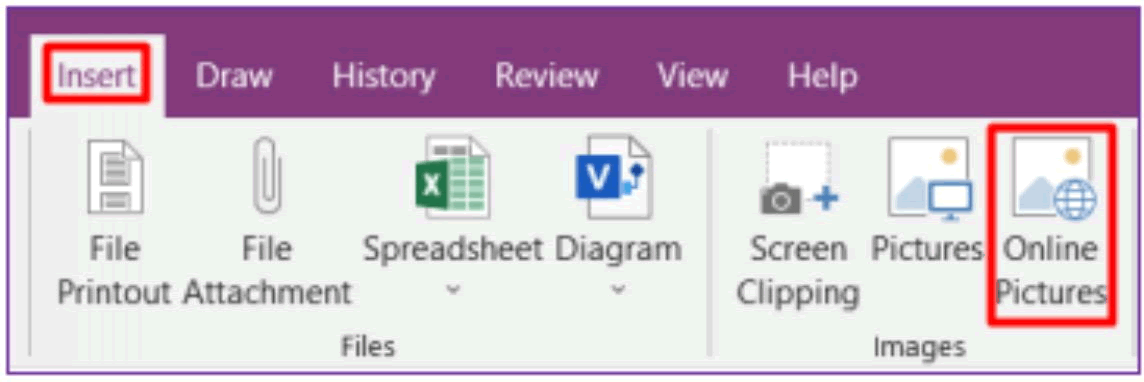 Insert Draw History Review View Help
File Printout
File Attachment
Spreadsheet
Diagram
Screen Clipping
Pictures
Online Pictures
Files
Images